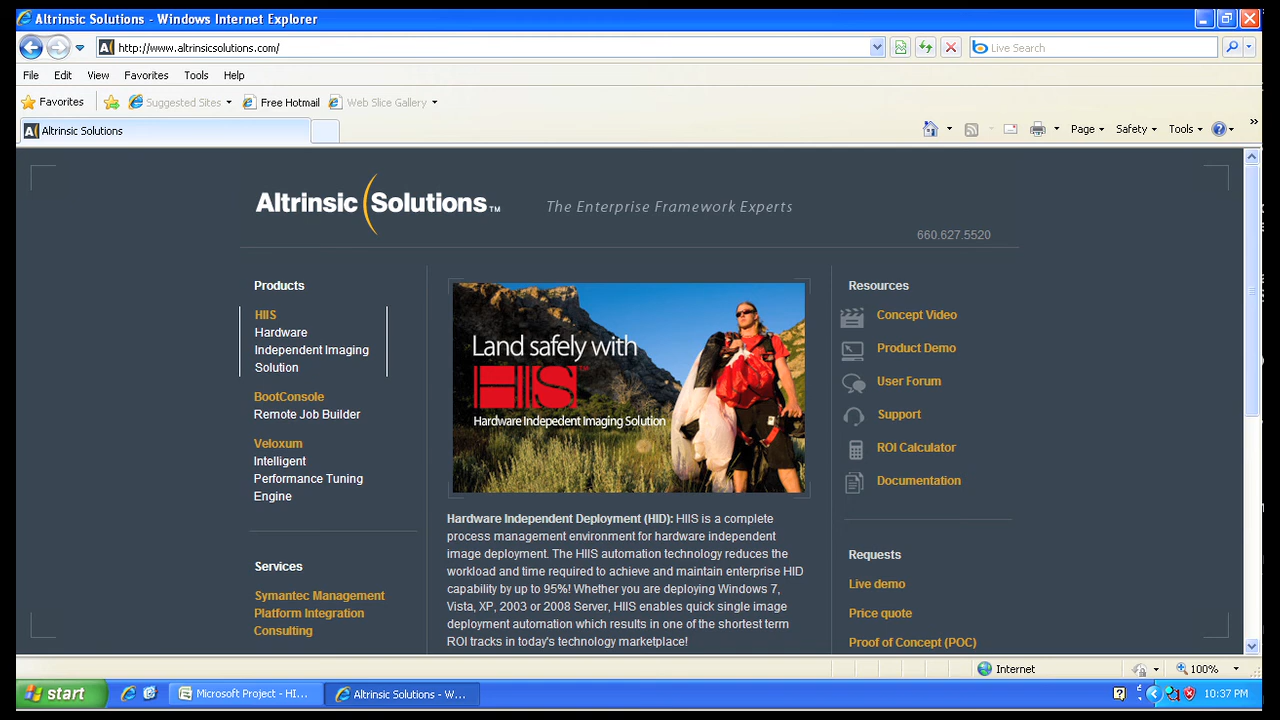 Altrinsic Solutions - Windows Internet Explorer
http://www.altrinsicsolutions.com/
Live Search
File Edit View Favorites Tools Help
Favorites Suggested Sites Free Hotmail Web Slice Gallery
Altrinsic Solutions
Page Safety Tools
Altrinsic Solutions TM
The Enterprise Framework Experts
660.627.5520
Products
HIIS
Hardware
Independent Imaging
Solution
BootConsole
Remote Job Builder
Veloxum
Intelligent
Performance Tuning
Engine
Services
Symantec Management
Platform Integration
Consulting
Land safely with
HIIS
Hardware Indepedent Imaging Solution
Hardware Independent Deployment (HID): HIIS is a complete
process management environment for hardware independent
image deployment. The HIIS automation technology reduces the
workload and time required to achieve and maintain enterprise HID
capability by up to 95%! Whether you are deploying Windows 7,
Vista, XP, 2003 or 2008 Server, HIIS enables quick single image
deployment automation which results in one of the shortest term
ROI tracks in today's technology marketplace!
Resources
Concept Video
Product Demo
User Forum
Support
ROI Calculator
Documentation
Requests
Live demo
Price quote
Proof of Concept (POC)
Internet
100%
start
Microsoft Project - HI...
Altrinsic Solutions - W...
10:37 PM